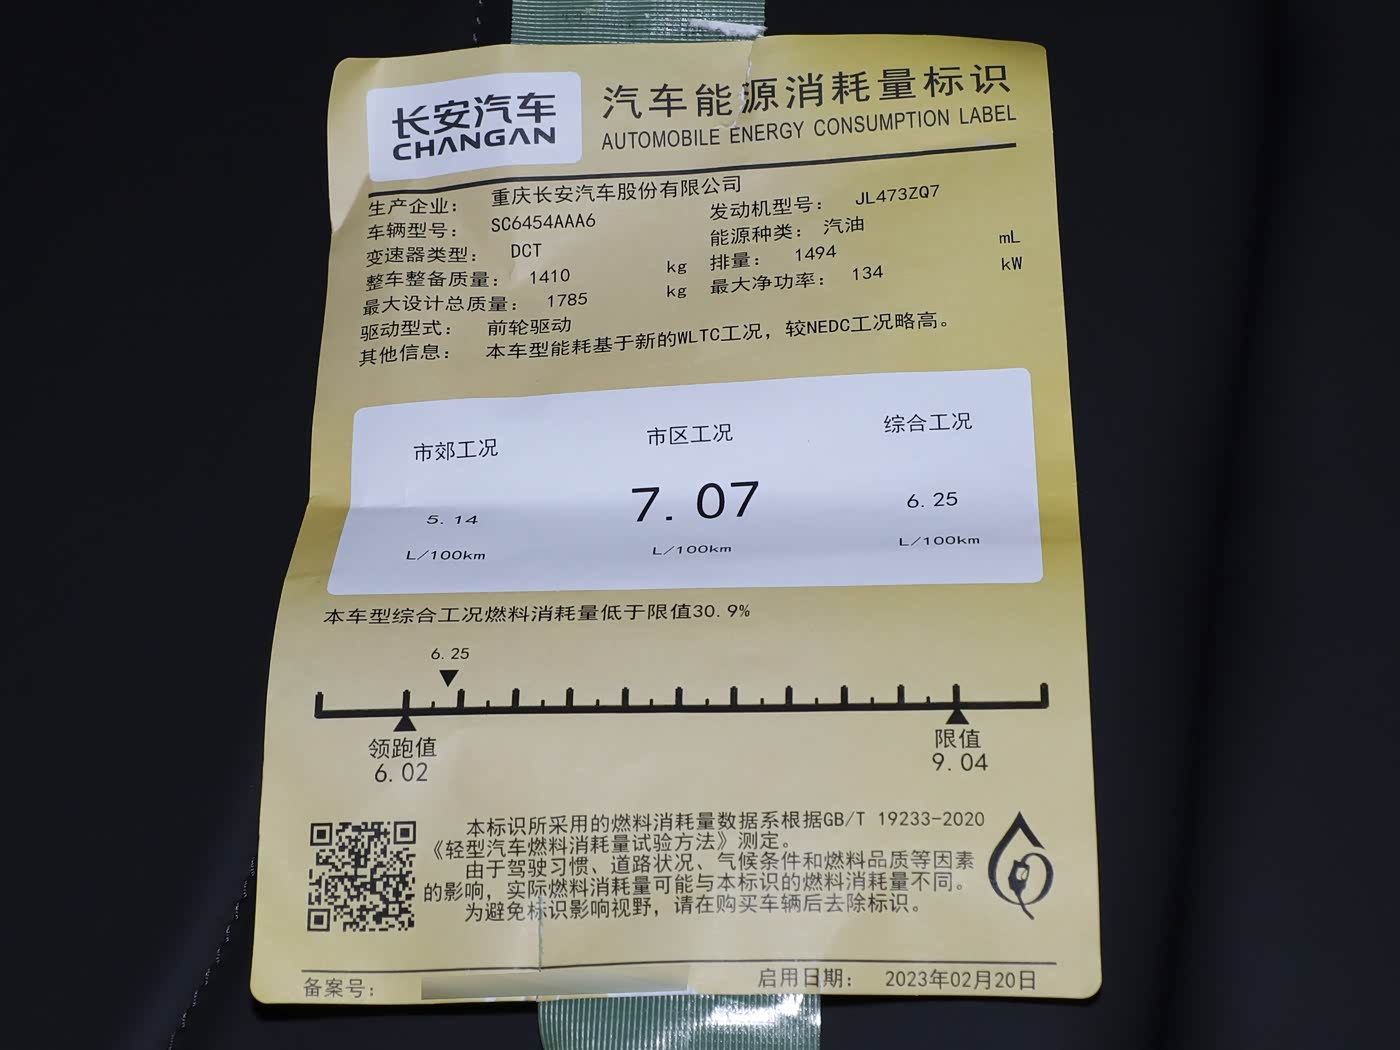 长安汽车
CHANGAN
汽车能源消耗量标识
AUTOMOBILE ENERGY CONSUMPTION LABEL
生产企业： 重庆长安汽车股份有限公司
车辆型号： SC6454AAA6 发动机型号： JL473ZQ7
变速器类型： DCT 能源种类： 汽油
整车整备质量： 1410 kg 排量： 1494 mL
最大设计总质量： 1785 kg 最大净功率： 134 kW
驱动型式： 前轮驱动
其他信息： 本车型能耗基于新的WLTC工况，较NEDC工况略高。
市郊工况 市区工况 综合工况
5.14 7.07 6.25
L/100km L/100km L/100km
本车型综合工况燃料消耗量低于限值30.9%
6.25
领跑值 限值
6.02 9.04
本标识所采用的燃料消耗量数据系根据GB/T 19233-2020
《轻型汽车燃料消耗量试验方法》测定。
由于驾驶习惯、道路状况、气候条件和燃料品质等因素
的影响，实际燃料消耗量可能与本标识的燃料消耗量不同。
为避免标识影响视野，请在购买车辆后去除标识。
备案号： 启用日期： 2023年02月20日